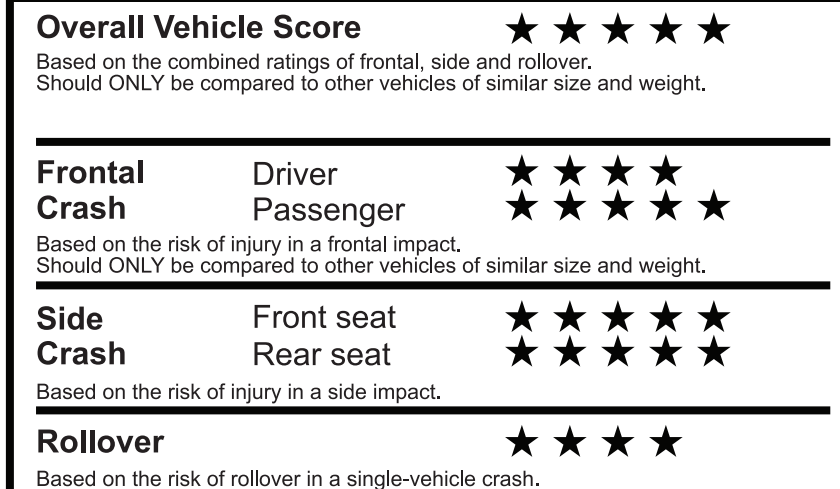 Overall Vehicle Score ★ ★ ★ ★ ★
Based on the combined ratings of frontal, side and rollover.
Should ONLY be compared to other vehicles of similar size and weight.
Frontal Driver ★ ★ ★ ★
Crash Passenger ★ ★ ★ ★ ★
Based on the risk of injury in a frontal impact.
Should ONLY be compared to other vehicles of similar size and weight.
Side Front seat ★ ★ ★ ★ ★
Crash Rear seat ★ ★ ★ ★ ★
Based on the risk of injury in a side impact.
Rollover ★ ★ ★ ★
Based on the risk of rollover in a single-vehicle crash.